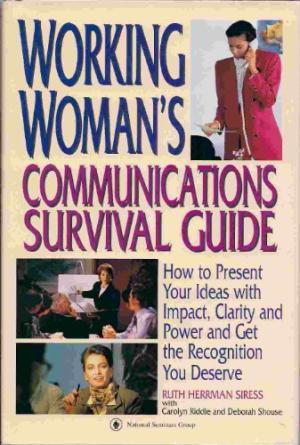 WORKING
WOMAN'S
COMMUNICATIONS
SURVIVAL GUIDE
How to Present
Your Ideas with
Impact, Clarity and
Power and Get
the Recognition
You Deserve
RUTH HERRMAN SIRESS
with
Carolyn Riddle and Deborah Shouse
National Seminars Group